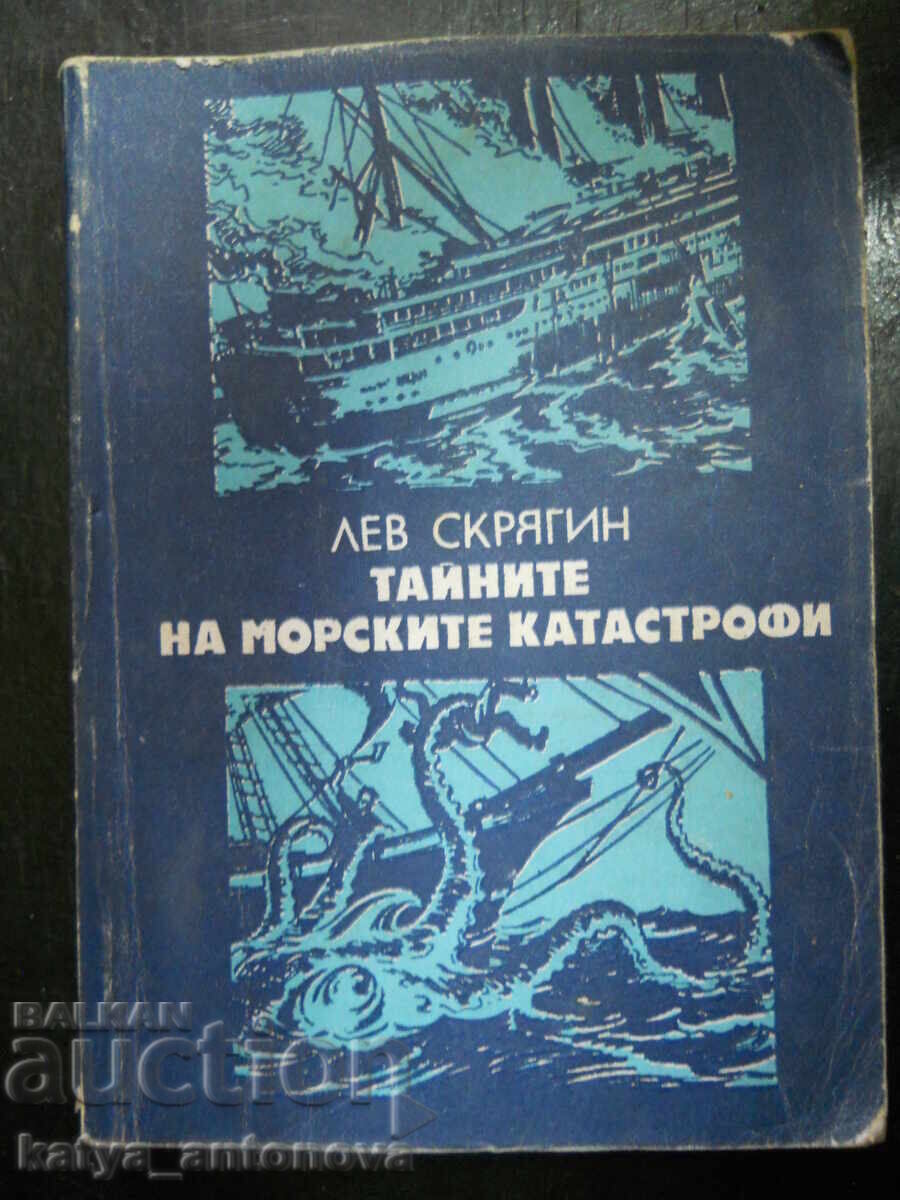 ЛЕВ СКРЯГИН
ТАЙНИТЕ
НА МОРСКИТЕ КАТАСТРОФИ
BALKAN
auction
katya_antonova